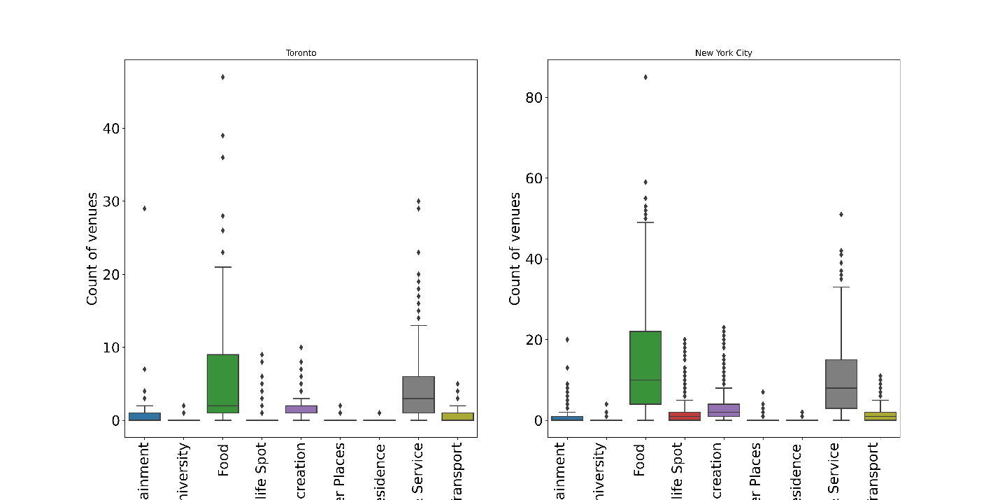 Toronto
Count of venues
40
30
20
10
0
ainment
niversity
Food
life Spot
creation
er Places
esidence
Service
ransport
New York City
Count of venues
80
60
40
20
0
ainment
niversity
Food
life Spot
creation
er Places
esidence
Service
ransport